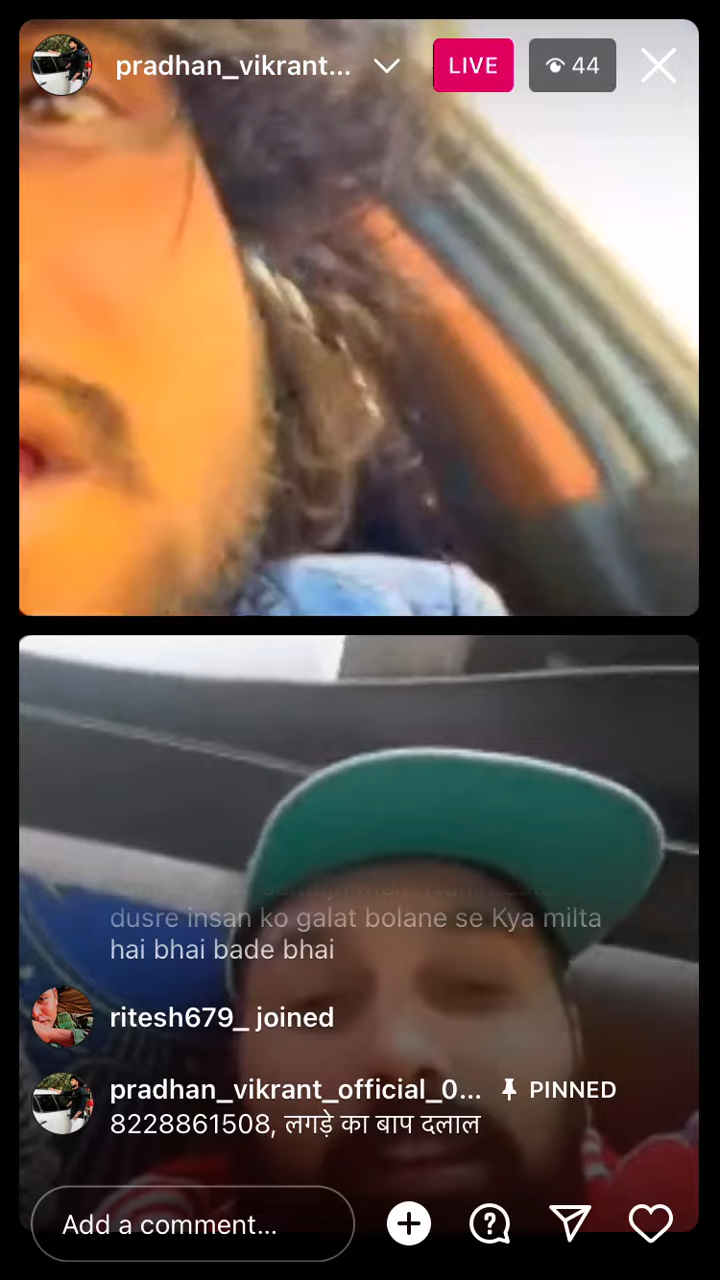 pradhan_vikrant...
LIVE
44
dusre insan ko galat bolane se Kya milta
hai bhai bade bhai
ritesh679_ joined
pradhan_vikrant_official_0... PINNED
8228861508, लगड़े का बाप दलाल
Add a comment...